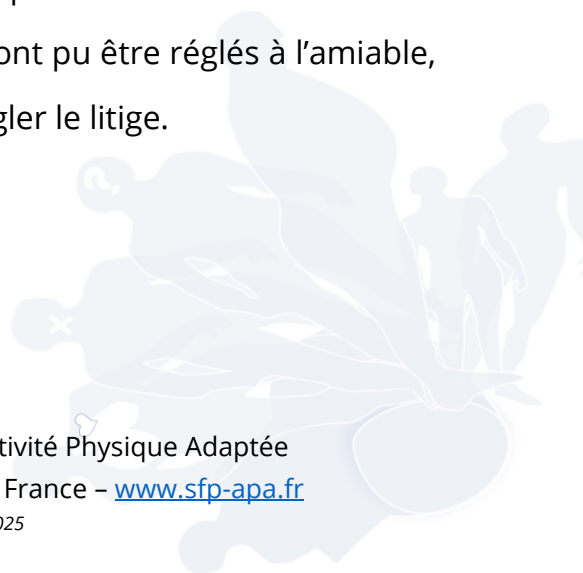 ont pu être réglés à l’amiable,
gler le litige.
tivité Physique Adaptée
France – www.sfp-apa.fr
025